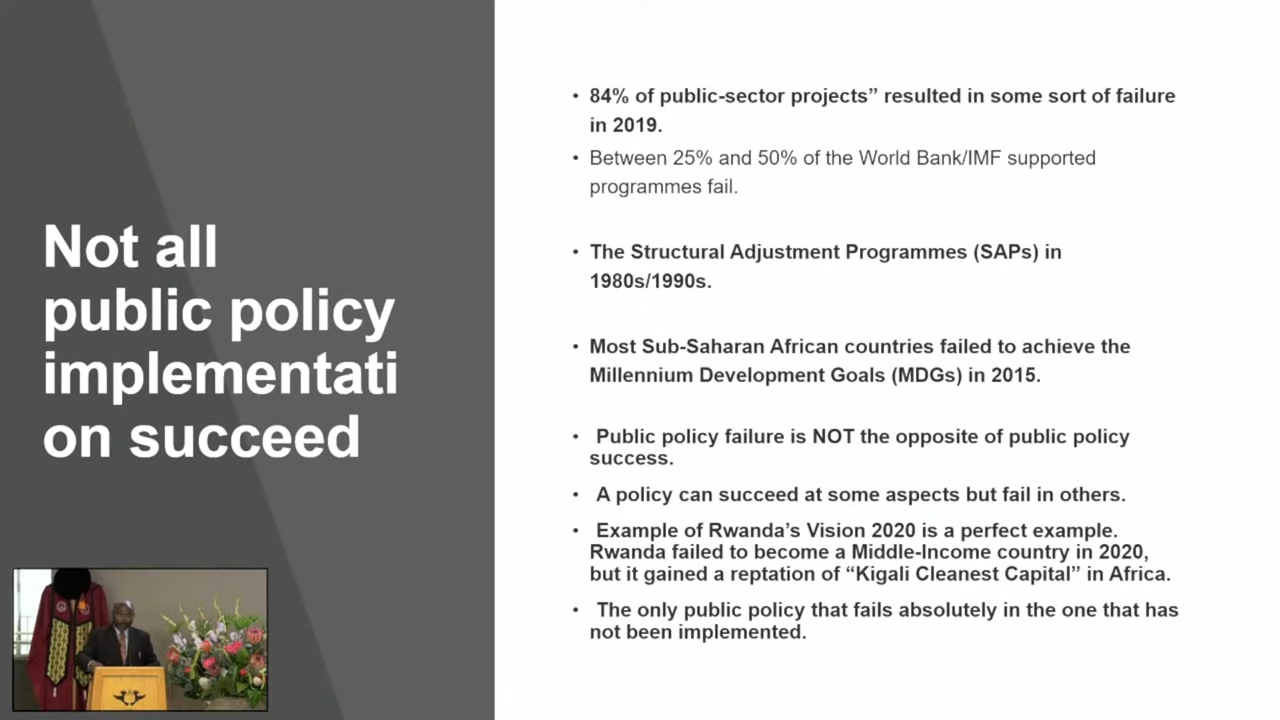 Not all
public policy
implementati
on succeed
• 84% of public-sector projects” resulted in some sort of failure
in 2019.
• Between 25% and 50% of the World Bank/IMF supported
programmes fail.
• The Structural Adjustment Programmes (SAPs) in
1980s/1990s.
• Most Sub-Saharan African countries failed to achieve the
Millennium Development Goals (MDGs) in 2015.
• Public policy failure is NOT the opposite of public policy
success.
• A policy can succeed at some aspects but fail in others.
• Example of Rwanda’s Vision 2020 is a perfect example.
Rwanda failed to become a Middle-Income country in 2020,
but it gained a reptation of “Kigali Cleanest Capital” in Africa.
• The only public policy that fails absolutely in the one that has
not been implemented.